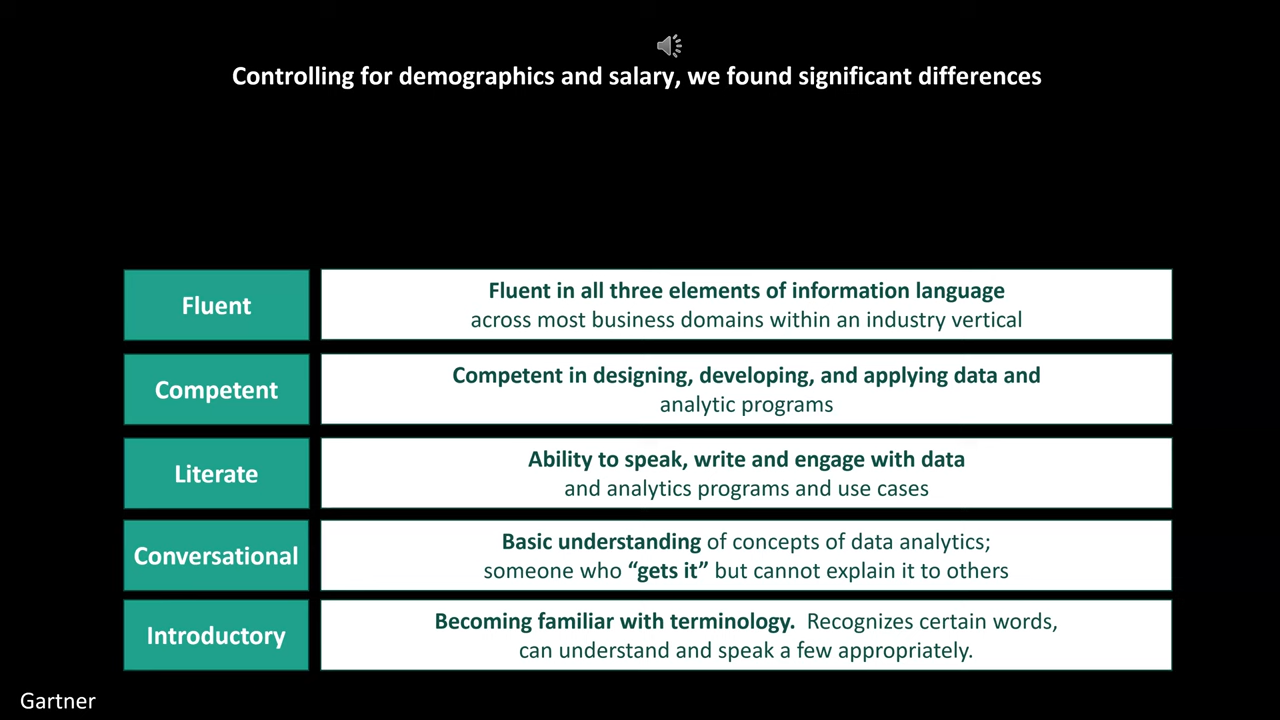 Controlling for demographics and salary, we found significant differences
Fluent
Fluent in all three elements of information language
across most business domains within an industry vertical
Competent
Competent in designing, developing, and applying data and
analytic programs
Literate
Ability to speak, write and engage with data
and analytics programs and use cases
Conversational
Basic understanding of concepts of data analytics;
someone who “gets it” but cannot explain it to others
Introductory
Becoming familiar with terminology.  Recognizes certain words,
can understand and speak a few appropriately.
Gartner